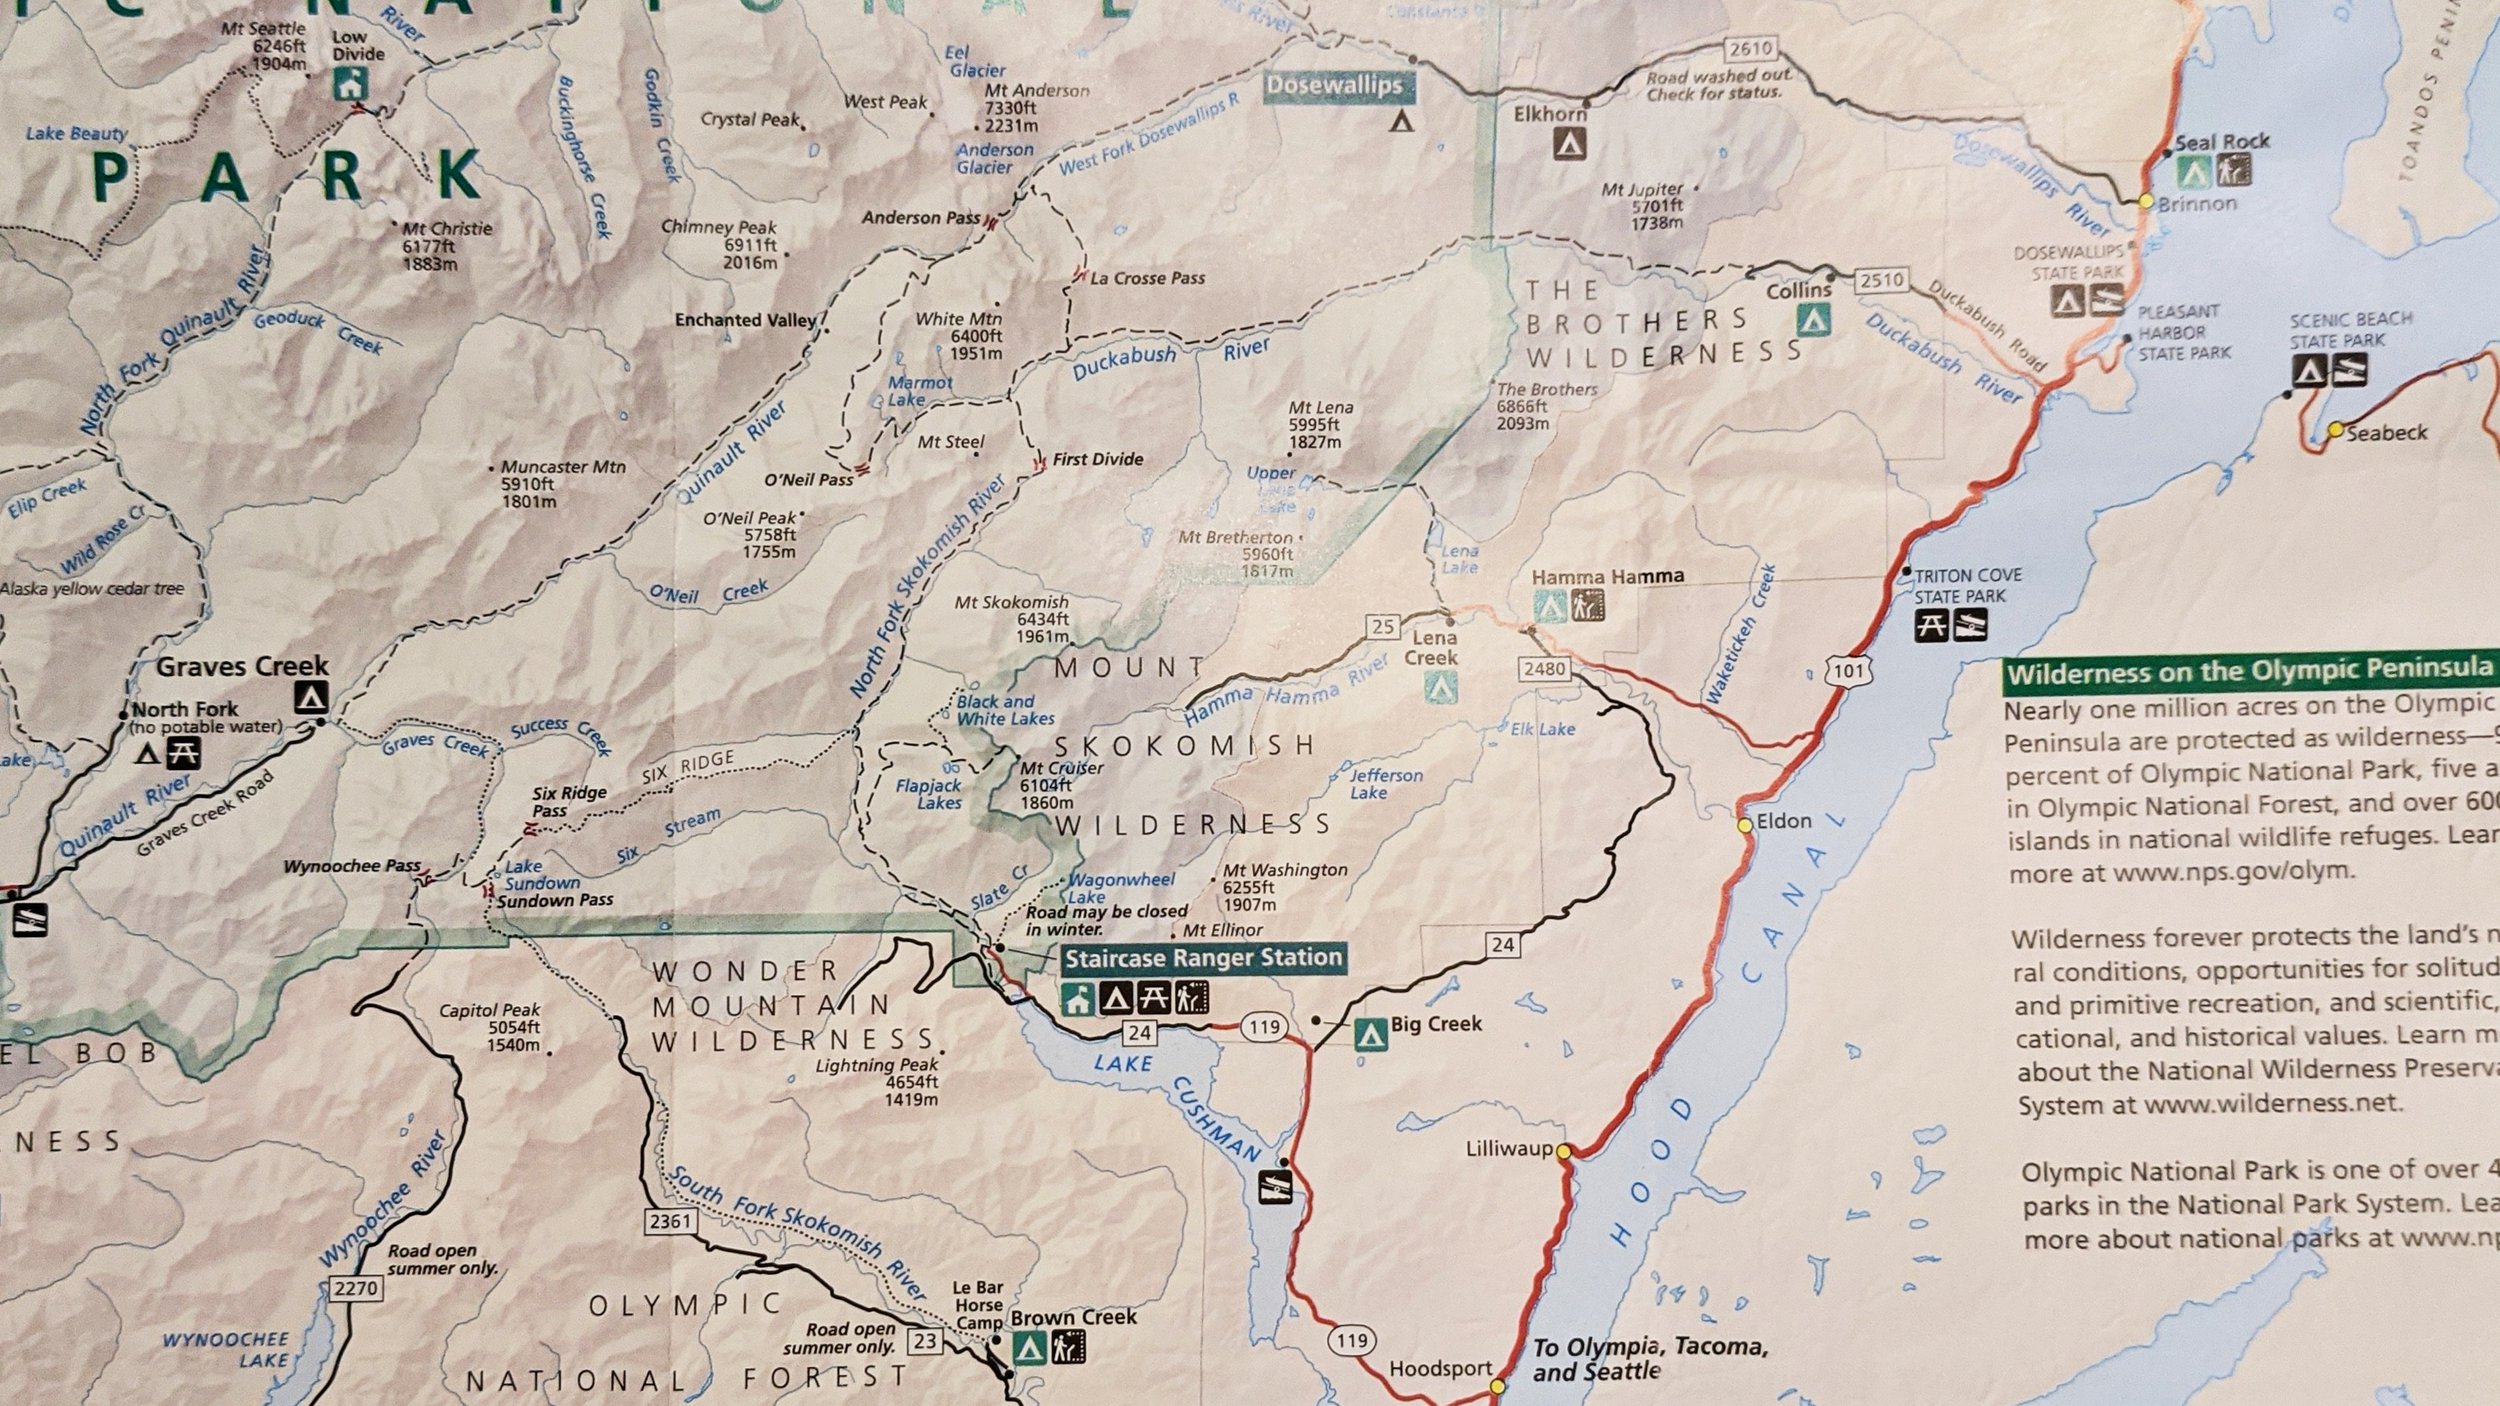 NATIONAL
PARK
Mt Seattle
6246ft
1904m
Low
Divide
River
Lake Beauty
Mt Christie
6177ft
1883m
Buckinghorse Creek
Godkin Creek
Crystal Peak
West Peak
Eel
Glacier
Mt Anderson
7330ft
2231m
Anderson
Glacier
West Fork Dosewallips R
Dosewallips
Elkhorn
2610
Road washed out.
Check for status.
Mt Jupiter
5701ft
1738m
Dosewallips River
Seal Rock
Brinnon
DOSEWALLIPS
STATE PARK
PLEASANT
HARBOR
STATE PARK
SCENIC BEACH
STATE PARK
Seabeck
Chimney Peak
6911ft
2016m
Anderson Pass
La Crosse Pass
Enchanted Valley
White Mtn
6400ft
1951m
Marmot
Lake
Duckabush River
THE
BROTHERS
WILDERNESS
Collins
2510
Duckabush Road
Duckabush River
The Brothers
6866ft
2093m
North Fork Quinault River
Geoduck Creek
Elip Creek
Wild Rose Cr
Alaska yellow cedar tree
Muncaster Mtn
5910ft
1801m
Quinault River
O'Neil Pass
Mt Steel
First Divide
O'Neil Peak
5758ft
1755m
O'Neil Creek
North Fork Skokomish River
Mt Lena
5995ft
1827m
Upper
Lena
Lake
Mt Bretherton
5960ft
1817m
Lena
Lake
Hamma Hamma
25
Lena
Creek
2480
Hamma Hamma River
Waketickeh Creek
TRITON COVE
STATE PARK
101
Mt Skokomish
6434ft
1961m
MOUNT
SKOKOMISH
WILDERNESS
Graves Creek
North Fork
(no potable water)
Quinault River
Graves Creek Road
Graves Creek
Success Creek
SIX RIDGE
Six Ridge
Pass
Six Stream
Wynoochee Pass
Lake
Sundown
Sundown Pass
Black and
White Lakes
Flapjack
Lakes
Mt Cruiser
6104ft
1860m
Elk Lake
Jefferson
Lake
Slate Cr
Wagonwheel
Lake
Mt Washington
6255ft
1907m
Road may be closed
in winter.
Mt Ellinor
Staircase Ranger Station
24
Eldon
HOOD CANAL
Wilderness on the Olympic Peninsula
Nearly one million acres on the Olympic
Peninsula are protected as wilderness—9
percent of Olympic National Park, five a
in Olympic National Forest, and over 600
islands in national wildlife refuges. Lear
more at www.nps.gov/olym.
Wilderness forever protects the land's n
ral conditions, opportunities for solitud
and primitive recreation, and scientific,
cational, and historical values. Learn m
about the National Wilderness Preserva
System at www.wilderness.net.
Olympic National Park is one of over 4
parks in the National Park System. Lea
more about national parks at www.np
WONDER
MOUNTAIN
WILDERNESS
Capitol Peak
5054ft
1540m
Lightning Peak
4654ft
1419m
24
119
Big Creek
LAKE CUSHMAN
EL BOB
NESS
Wynoochee River
2270
Road open
summer only.
WYNOOCHEE
LAKE
2361
South Fork Skokomish River
OLYMPIC
NATIONAL FOREST
Road open
summer only.
23
Le Bar
Horse
Camp
Brown Creek
Lilliwaup
119
Hoodsport
To Olympia, Tacoma,
and Seattle